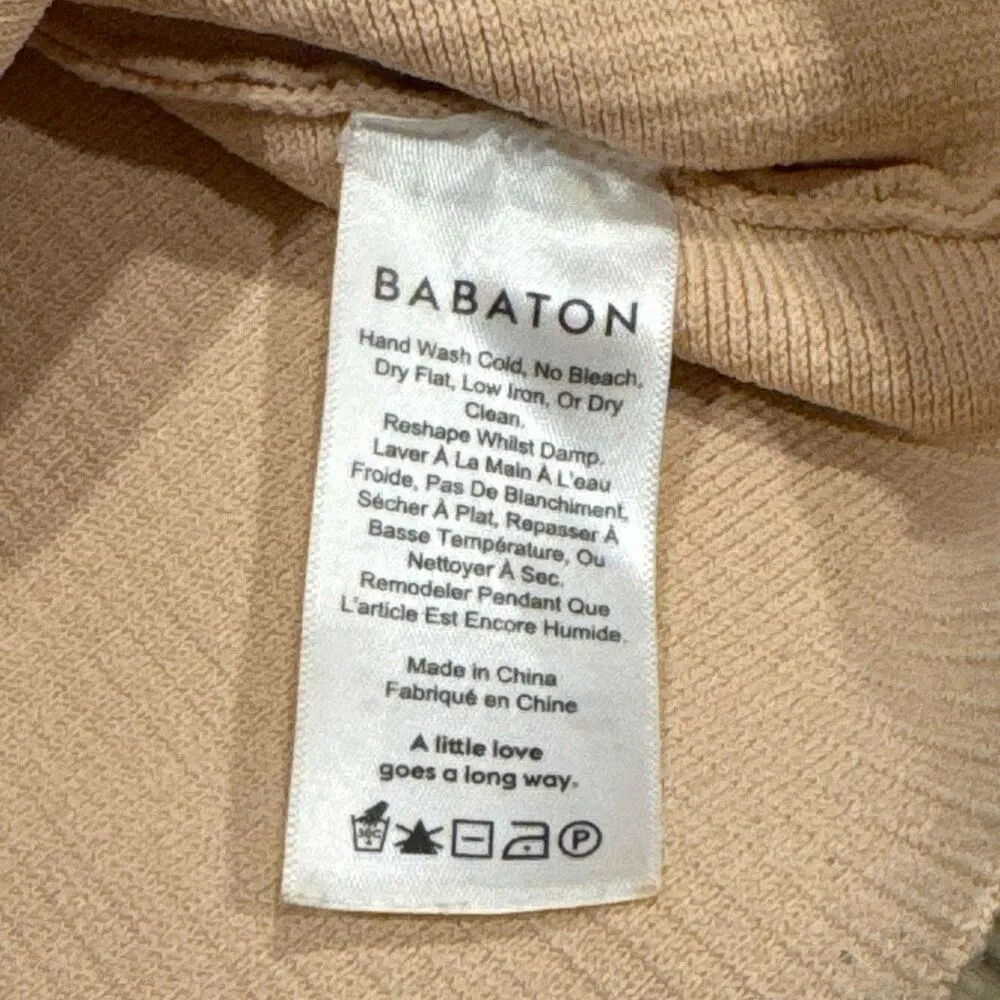 BABATON
Hand Wash Cold, No Bleach,
Dry Flat, Low Iron, Or Dry
Clean.
Reshape Whilst Damp.
Laver À La Main À L'eau
Froide, Pas De Blanchiment,
Sécher À Plat, Repasser À
Basse Température, Ou
Nettoyer À Sec.
Remodeler Pendant Que
L'article Est Encore Humide.
Made in China
Fabriqué en Chine
A little love
goes a long way.
30C P